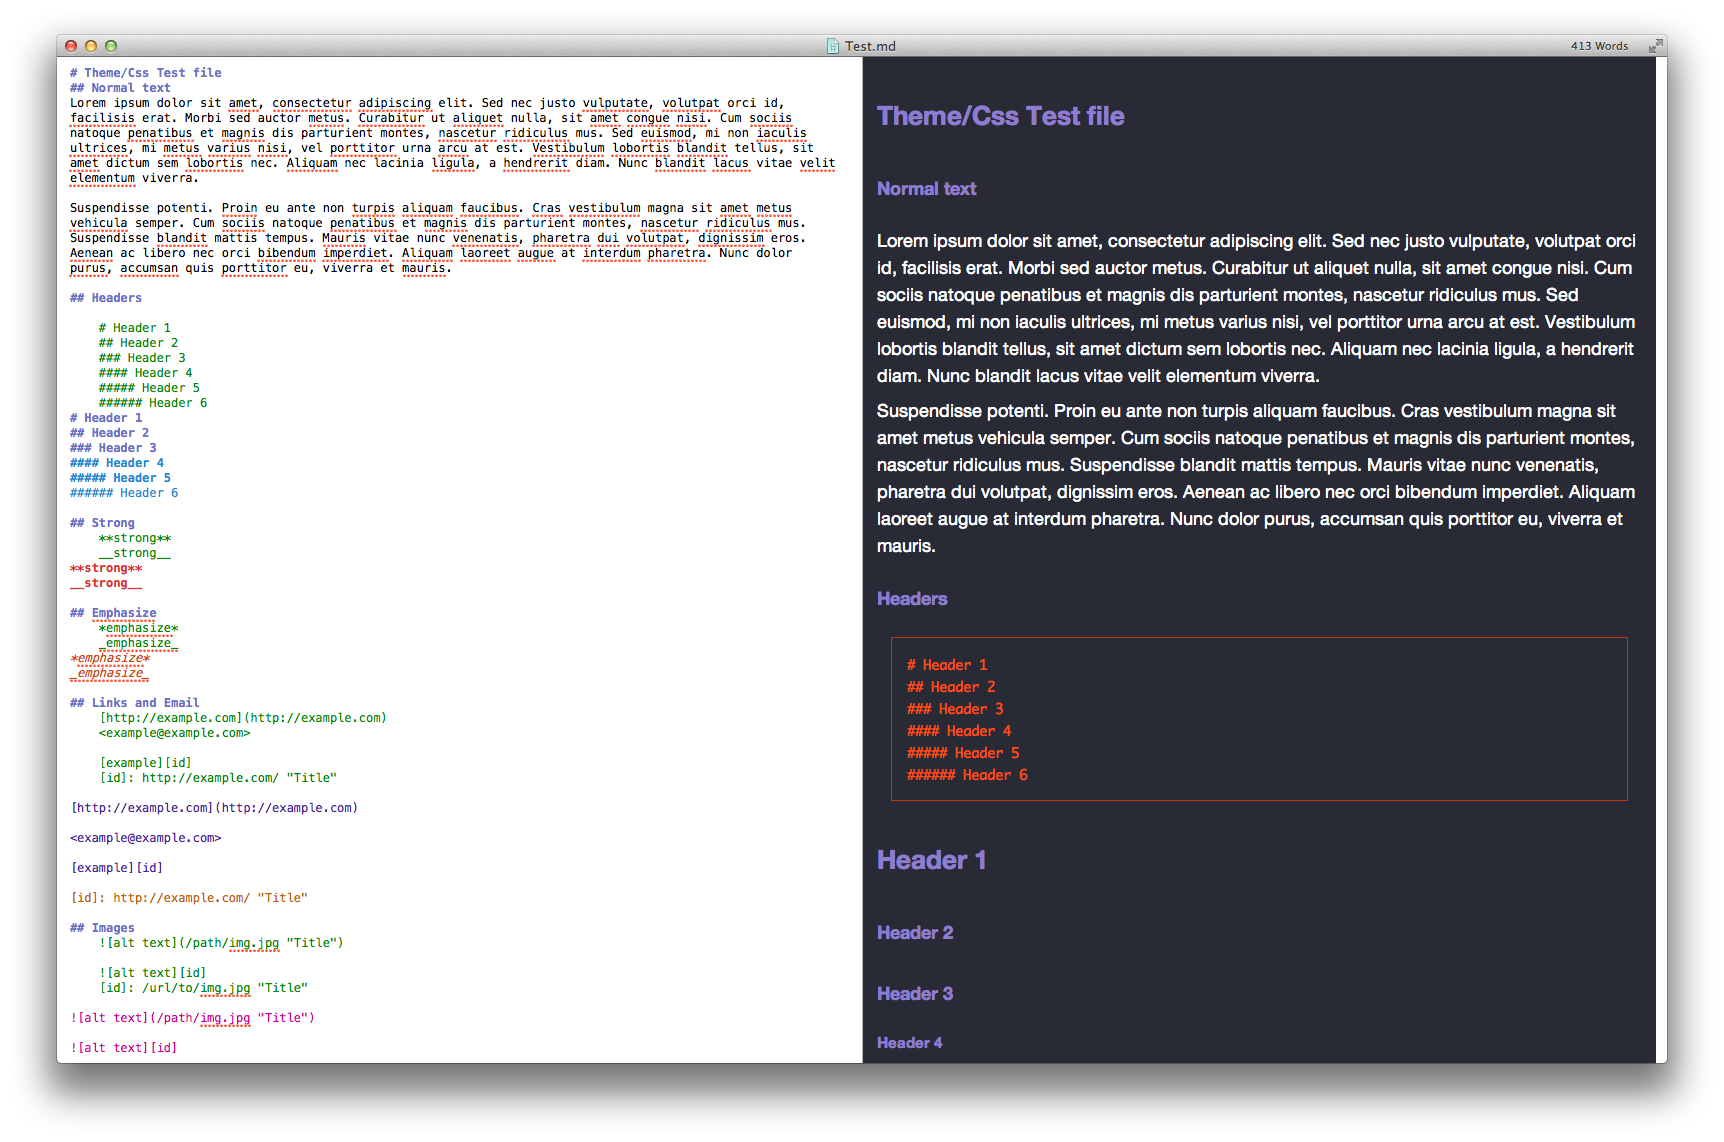 Test.md
413 Words
# Theme/Css Test file
## Normal text
Lorem ipsum dolor sit amet, consectetur adipiscing elit. Sed nec justo vulputate, volutpat orci id,
facilisis erat. Morbi sed auctor metus. Curabitur ut aliquet nulla, sit amet congue nisi. Cum sociis
natoque penatibus et magnis dis parturient montes, nascetur ridiculus mus. Sed euismod, mi non iaculis
ultrices, mi metus varius nisi, vel porttitor urna arcu at est. Vestibulum lobortis blandit tellus, sit
amet dictum sem lobortis nec. Aliquam nec lacinia ligula, a hendrerit diam. Nunc blandit lacus vitae velit
elementum viverra.
Suspendisse potenti. Proin eu ante non turpis aliquam faucibus. Cras vestibulum magna sit amet metus
vehicula semper. Cum sociis natoque penatibus et magnis dis parturient montes, nascetur ridiculus mus.
Suspendisse blandit mattis tempus. Mauris vitae nunc venenatis, pharetra dui volutpat, dignissim eros.
Aenean ac libero nec orci bibendum imperdiet. Aliquam laoreet augue at interdum pharetra. Nunc dolor
purus, accumsan quis porttitor eu, viverra et mauris.
## Headers
# Header 1
## Header 2
### Header 3
#### Header 4
##### Header 5
###### Header 6
# Header 1
## Header 2
### Header 3
#### Header 4
##### Header 5
###### Header 6
## Strong
**strong**
__strong__
**strong**
__strong__
## Emphasize
*emphasize*
_emphasize_
*emphasize*
_emphasize_
## Links and Email
[http://example.com](http://example.com)
<example@example.com>
[example][id]
[id]: http://example.com/ "Title"
[http://example.com](http://example.com)
<example@example.com>
[example][id]
[id]: http://example.com/ "Title"
## Images
![alt text](/path/img.jpg "Title")
![alt text][id]
[id]: /url/to/img.jpg "Title"
![alt text](/path/img.jpg "Title")
![alt text][id]
Theme/Css Test file
Normal text
Lorem ipsum dolor sit amet, consectetur adipiscing elit. Sed nec justo vulputate, volutpat orci
id, facilisis erat. Morbi sed auctor metus. Curabitur ut aliquet nulla, sit amet congue nisi. Cum
sociis natoque penatibus et magnis dis parturient montes, nascetur ridiculus mus. Sed
euismod, mi non iaculis ultrices, mi metus varius nisi, vel porttitor urna arcu at est. Vestibulum
lobortis blandit tellus, sit amet dictum sem lobortis nec. Aliquam nec lacinia ligula, a hendrerit
diam. Nunc blandit lacus vitae velit elementum viverra.
Suspendisse potenti. Proin eu ante non turpis aliquam faucibus. Cras vestibulum magna sit
amet metus vehicula semper. Cum sociis natoque penatibus et magnis dis parturient montes,
nascetur ridiculus mus. Suspendisse blandit mattis tempus. Mauris vitae nunc venenatis,
pharetra dui volutpat, dignissim eros. Aenean ac libero nec orci bibendum imperdiet. Aliquam
laoreet augue at interdum pharetra. Nunc dolor purus, accumsan quis porttitor eu, viverra et
mauris.
Headers
# Header 1
## Header 2
### Header 3
#### Header 4
##### Header 5
###### Header 6
Header 1
Header 2
Header 3
Header 4